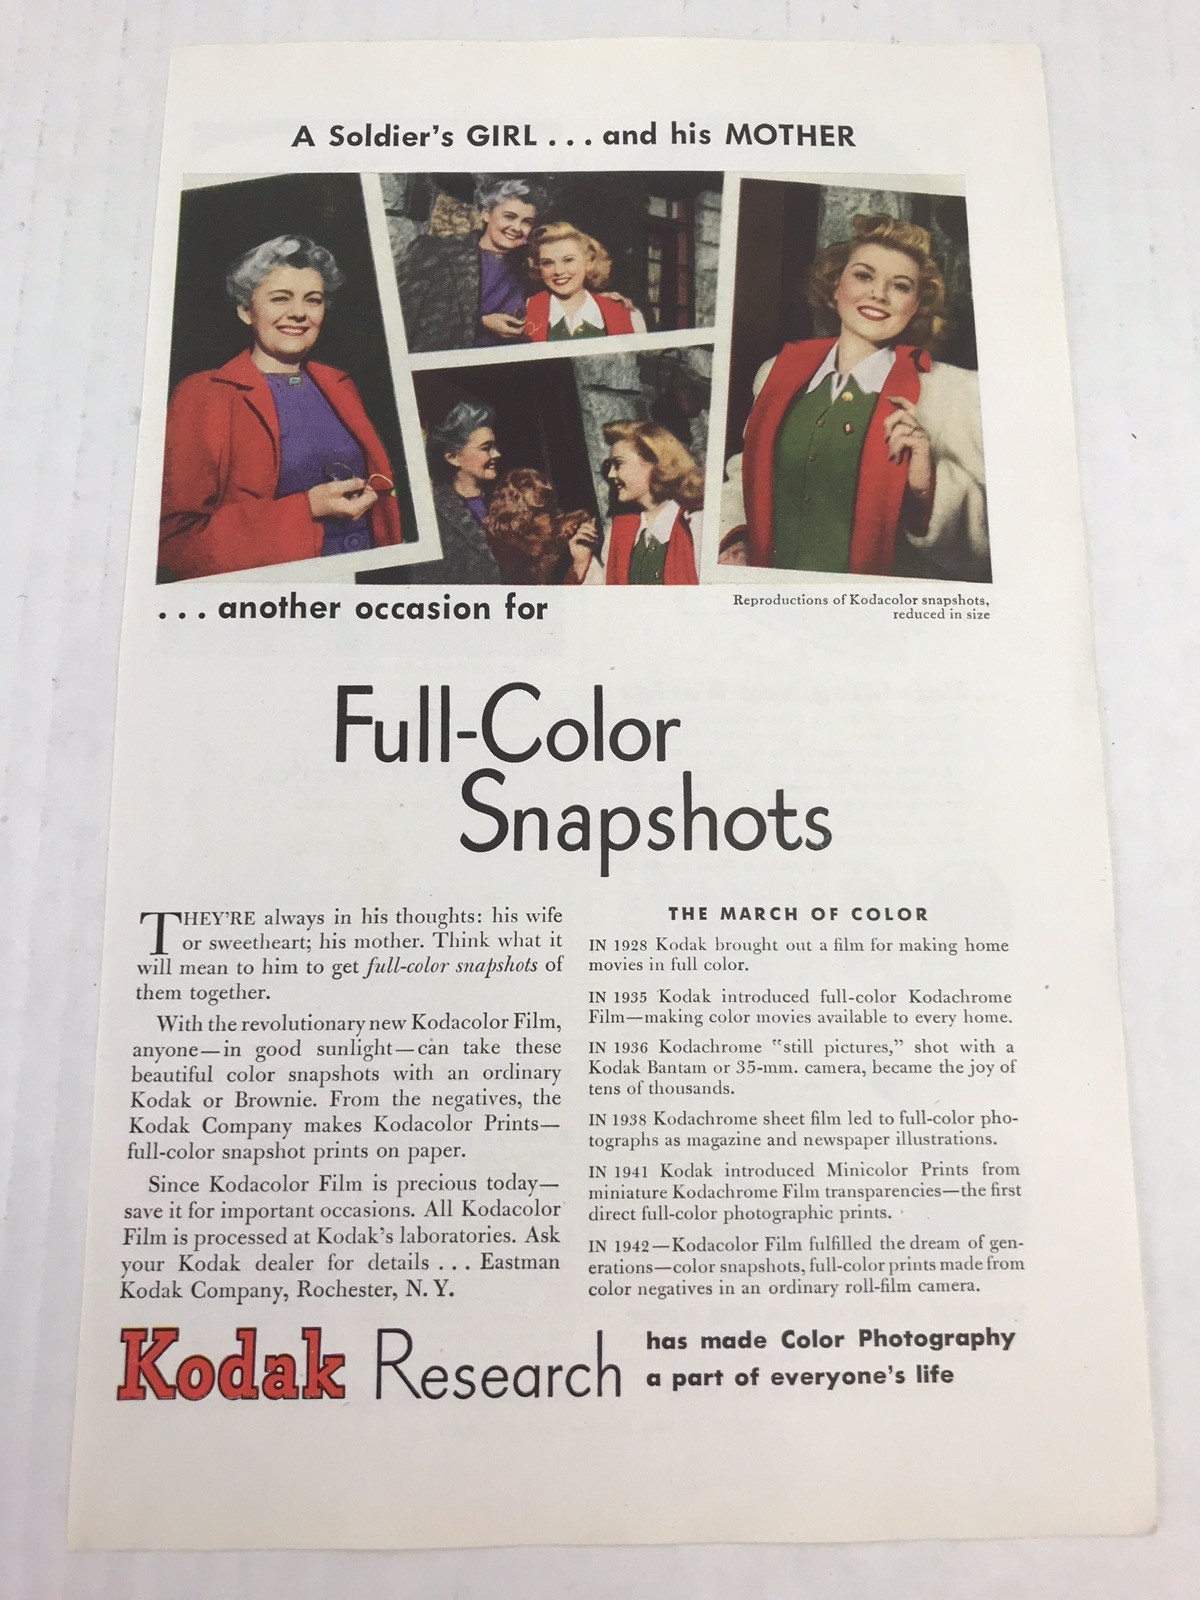 A Soldier's GIRL . . . and his MOTHER
. . . another occasion for
Reproductions of Kodacolor snapshots,
reduced in size
Full-Color
Snapshots
THEY'RE always in his thoughts: his wife
or sweetheart; his mother. Think what it
will mean to him to get full-color snapshots of
them together.
With the revolutionary new Kodacolor Film,
anyone—in good sunlight—can take these
beautiful color snapshots with an ordinary
Kodak or Brownie. From the negatives, the
Kodak Company makes Kodacolor Prints—
full-color snapshot prints on paper.
Since Kodacolor Film is precious today—
save it for important occasions. All Kodacolor
Film is processed at Kodak's laboratories. Ask
your Kodak dealer for details . . . Eastman
Kodak Company, Rochester, N. Y.
THE MARCH OF COLOR
IN 1928 Kodak brought out a film for making home
movies in full color.
IN 1935 Kodak introduced full-color Kodachrome
Film—making color movies available to every home.
IN 1936 Kodachrome "still pictures," shot with a
Kodak Bantam or 35-mm. camera, became the joy of
tens of thousands.
IN 1938 Kodachrome sheet film led to full-color pho-
tographs as magazine and newspaper illustrations.
IN 1941 Kodak introduced Minicolor Prints from
miniature Kodachrome Film transparencies—the first
direct full-color photographic prints.
IN 1942—Kodacolor Film fulfilled the dream of gen-
erations—color snapshots, full-color prints made from
color negatives in an ordinary roll-film camera.
Kodak Research
has made Color Photography
a part of everyone's life